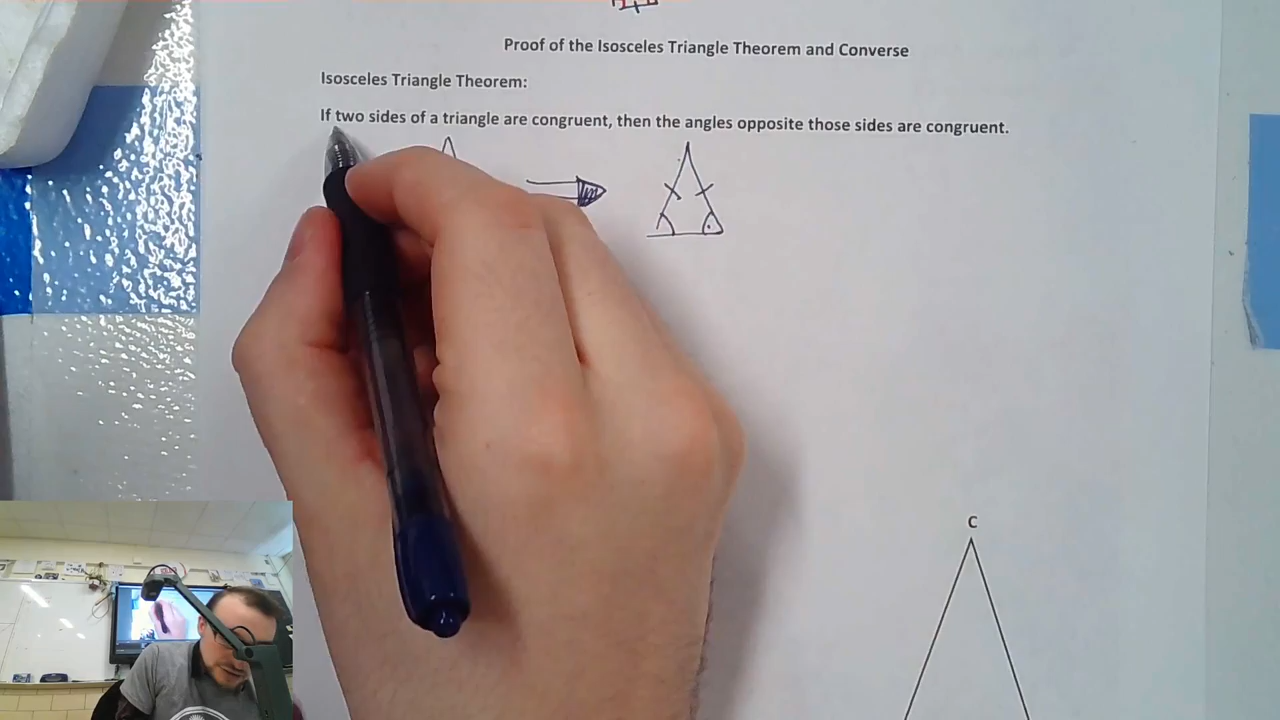 Proof of the Isosceles Triangle Theorem and Converse
Isosceles Triangle Theorem:
If two sides of a triangle are congruent, then the angles opposite those sides are congruent.
C